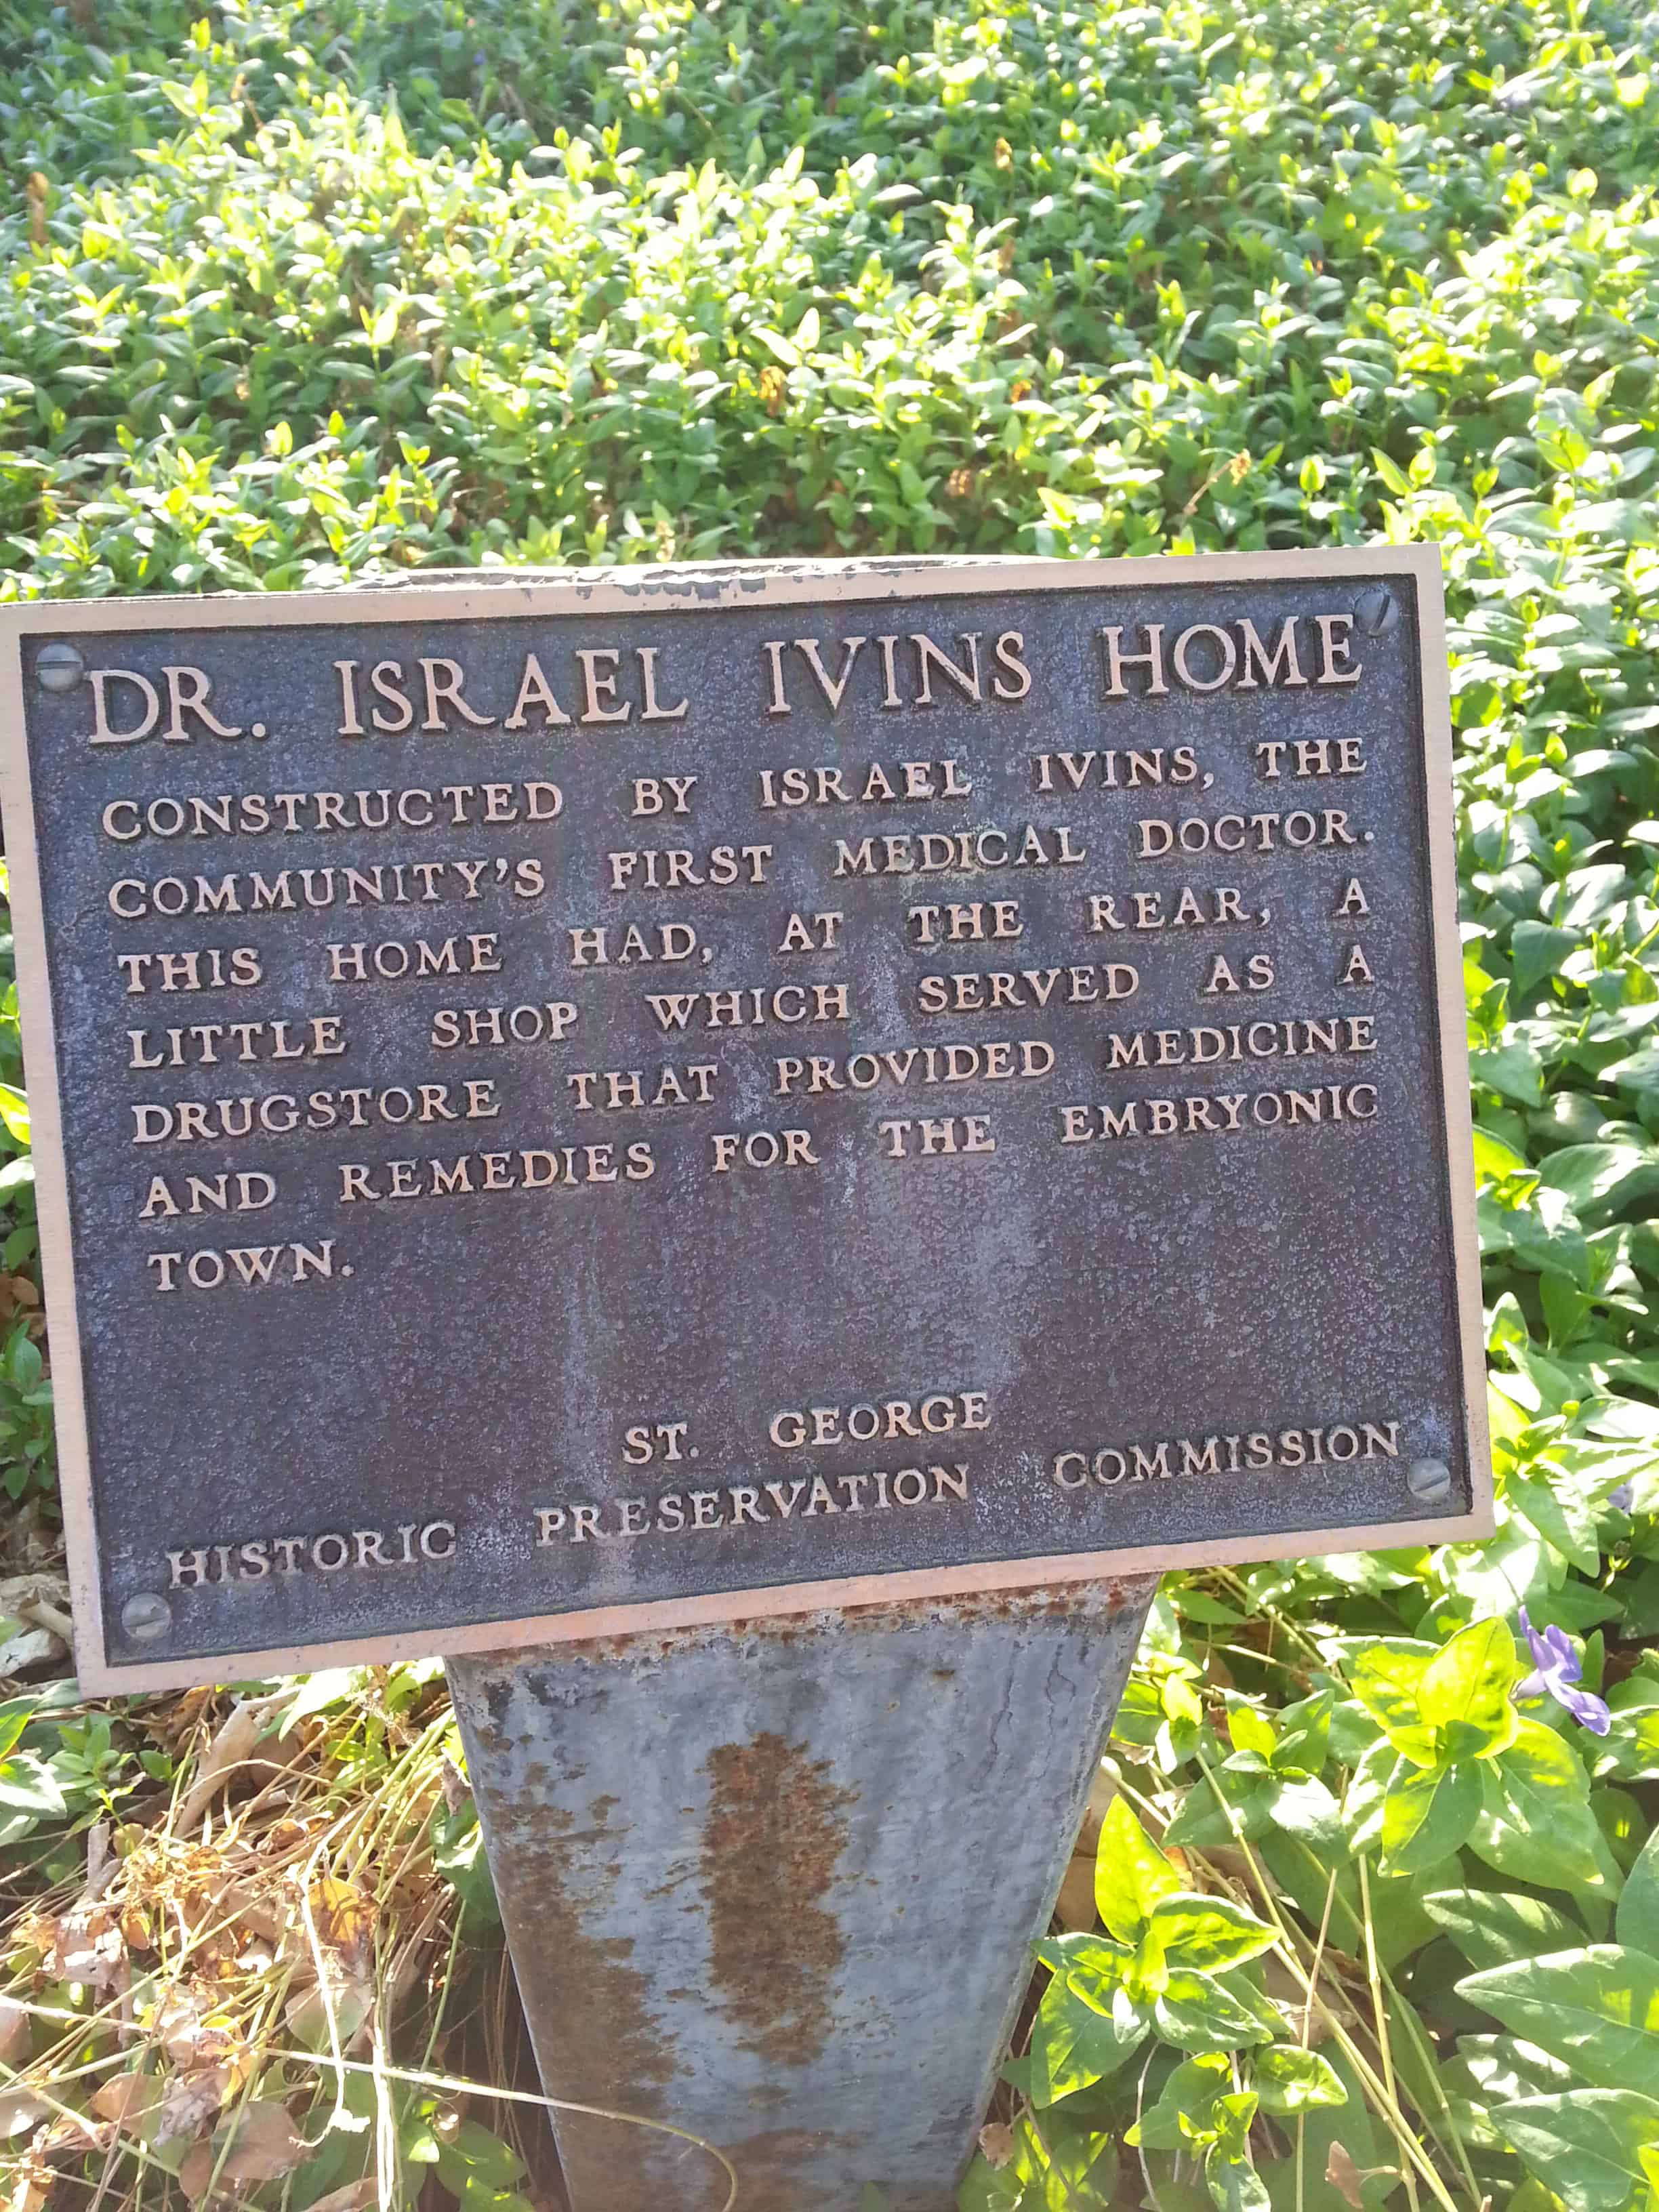 DR. ISRAEL IVINS HOME
CONSTRUCTED BY ISRAEL IVINS, THE
COMMUNITY'S FIRST MEDICAL DOCTOR.
THIS HOME HAD, AT THE REAR, A
LITTLE SHOP WHICH SERVED AS A
DRUGSTORE THAT PROVIDED MEDICINE
AND REMEDIES FOR THE EMBRYONIC
TOWN.
ST. GEORGE
HISTORIC PRESERVATION COMMISSION